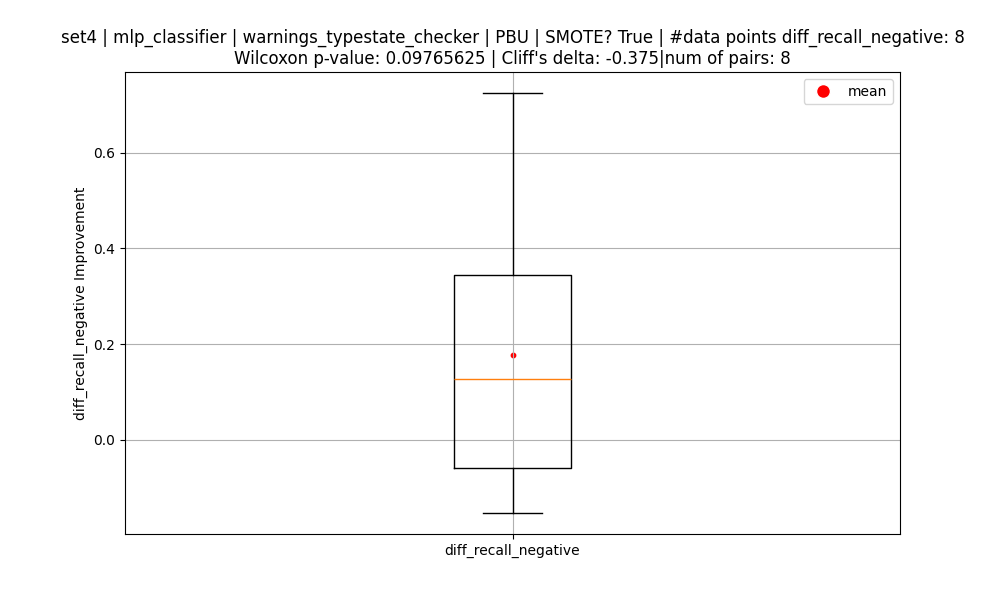 set4 | mlp_classifier | warnings_typestate_checker | PBU | SMOTE? True | #data points diff_recall_negative: 8
Wilcoxon p-value: 0.09765625 | Cliff's delta: -0.375|num of pairs: 8
mean
diff_recall_negative Improvement
0.6
0.4
0.2
0.0
diff_recall_negative